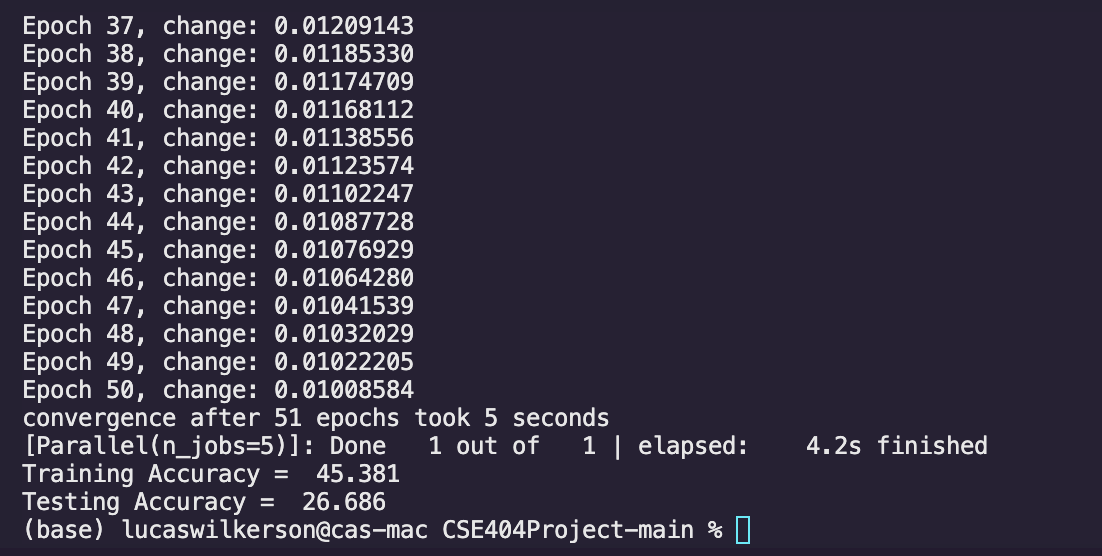 Epoch 37, change: 0.01209143
Epoch 38, change: 0.01185330
Epoch 39, change: 0.01174709
Epoch 40, change: 0.01168112
Epoch 41, change: 0.01138556
Epoch 42, change: 0.01123574
Epoch 43, change: 0.01102247
Epoch 44, change: 0.01087728
Epoch 45, change: 0.01076929
Epoch 46, change: 0.01064280
Epoch 47, change: 0.01041539
Epoch 48, change: 0.01032029
Epoch 49, change: 0.01022205
Epoch 50, change: 0.01008584
convergence after 51 epochs took 5 seconds
[Parallel(n_jobs=5)]: Done   1 out of   1 | elapsed:    4.2s finished
Training Accuracy =  45.381
Testing Accuracy =  26.686
(base) lucaswilkerson@cas-mac CSE404Project-main %